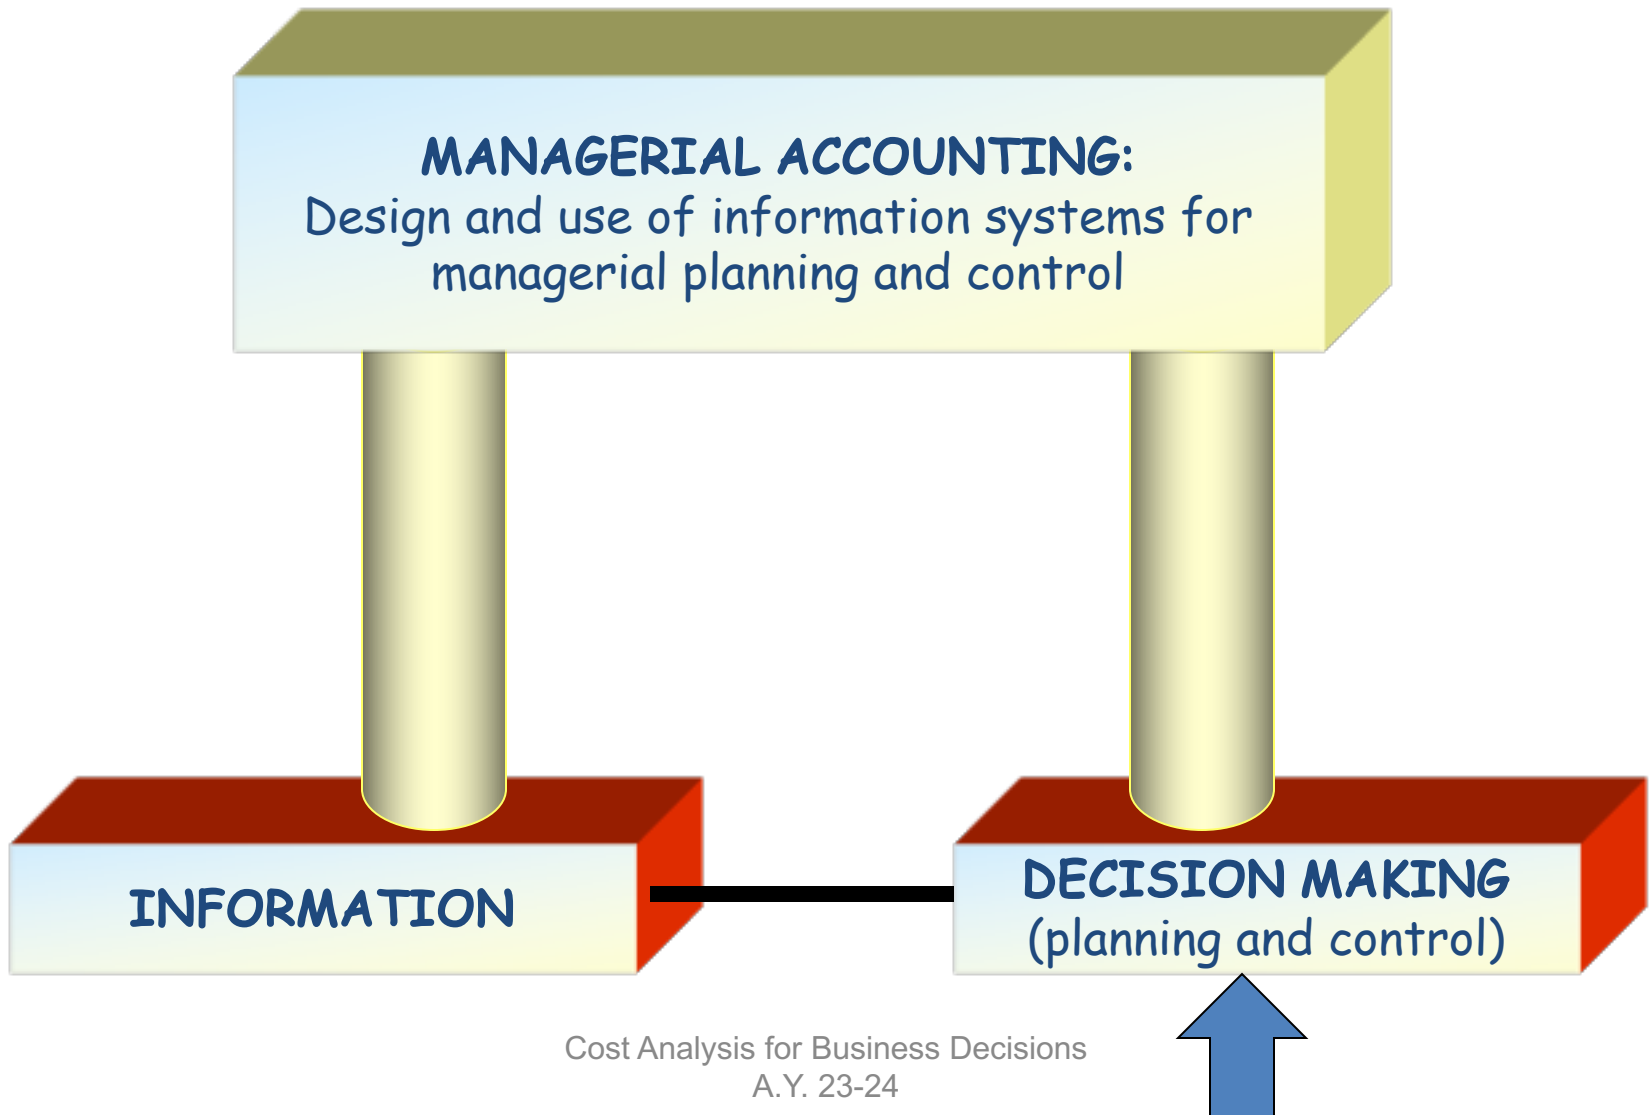 MANAGERIAL ACCOUNTING:
Design and use of information systems for
managerial planning and control
INFORMATION
DECISION MAKING
(planning and control)
Cost Analysis for Business Decisions
A.Y. 23-24